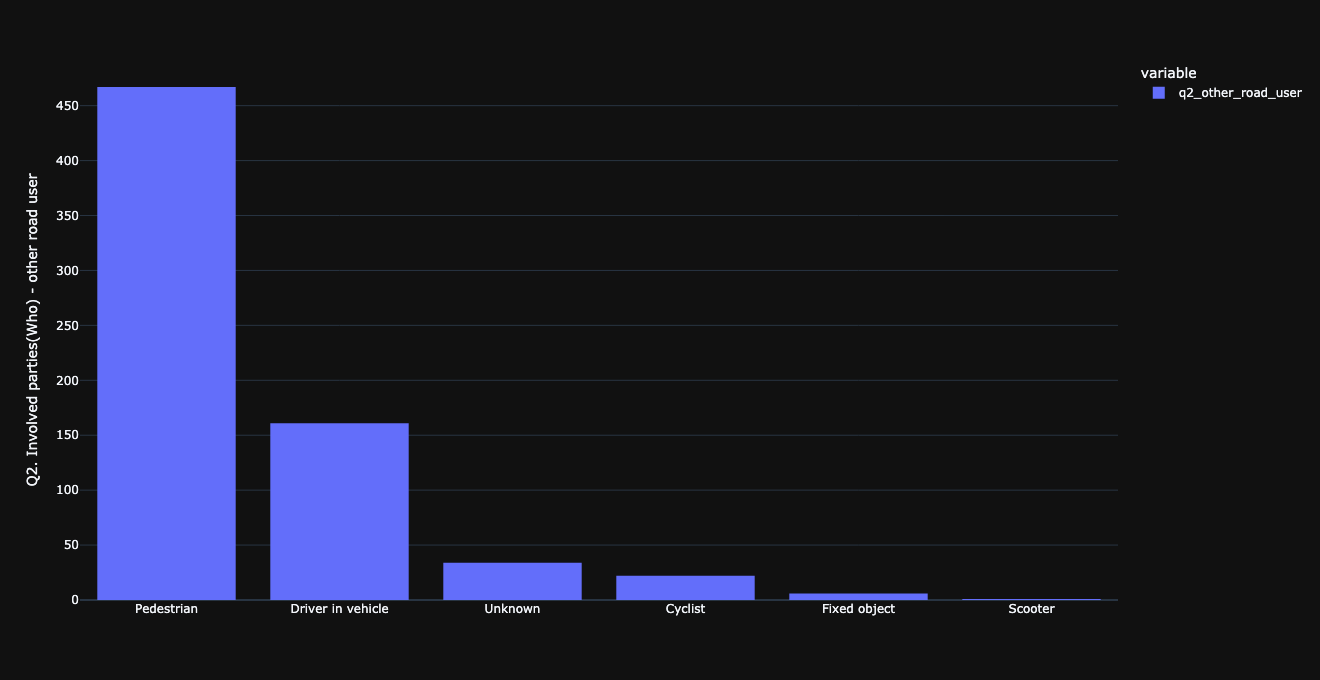 variable
q2_other_road_user
Q2. Involved parties(Who) - other road user
450
400
350
300
250
200
150
100
50
0
Pedestrian
Driver in vehicle
Unknown
Cyclist
Fixed object
Scooter